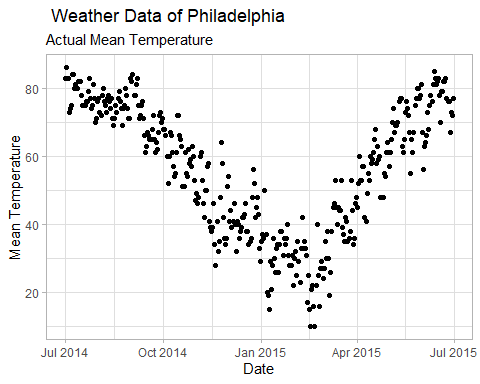 Weather Data of Philadelphia
Actual Mean Temperature
Mean Temperature
80
60
40
20
Jul 2014 Oct 2014 Jan 2015 Apr 2015 Jul 2015
Date